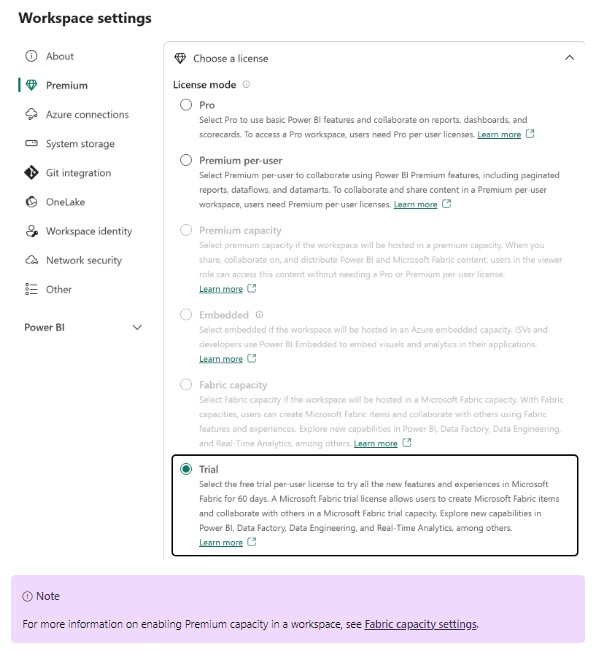 Workspace settings
About
Premium
Azure connections
System storage
Git integration
OneLake
Workspace identity
Network security
Other
Power BI
Choose a license
License mode
Pro
Select Pro to use basic Power BI features and collaborate on reports, dashboards, and
scorecards. To access a Pro workspace, users need Pro per-user licenses. Learn more
Premium per-user
Select Premium per-user to collaborate using Power BI Premium features, including paginated
reports, dataflows, and datamarts. To collaborate and share content in a Premium per-user
workspace, users need Premium per-user licenses. Learn more
Premium capacity
Select premium capacity if the workspace will be hosted in a premium capacity. When you
share, collaborate on, and distribute Power BI and Microsoft Fabric content, users in the viewer
role can access this content without needing a Pro or Premium per-user license.
Learn more
Embedded
Select embedded if the workspace will be hosted in an Azure embedded capacity. ISVs and
developers use Power BI Embedded to embed visuals and analytics in their applications.
Learn more
Fabric capacity
Select Fabric capacity if the workspace will be hosted in a Microsoft Fabric capacity. With Fabric
capacities, users can create Microsoft Fabric items and collaborate with others using Fabric
features and experiences. Explore new capabilities in Power BI, Data Factory, Data Engineering,
and Real-Time Analytics, among others. Learn more
Trial
Select the free trial per-user license to try all the new features and experiences in Microsoft
Fabric for 60 days. A Microsoft Fabric trial license allows users to create Microsoft Fabric items
and collaborate with others in a Microsoft Fabric trial capacity. Explore new capabilities in
Power BI, Data Factory, Data Engineering, and Real-Time Analytics, among others.
Learn more
Note
For more information on enabling Premium capacity in a workspace, see Fabric capacity settings.